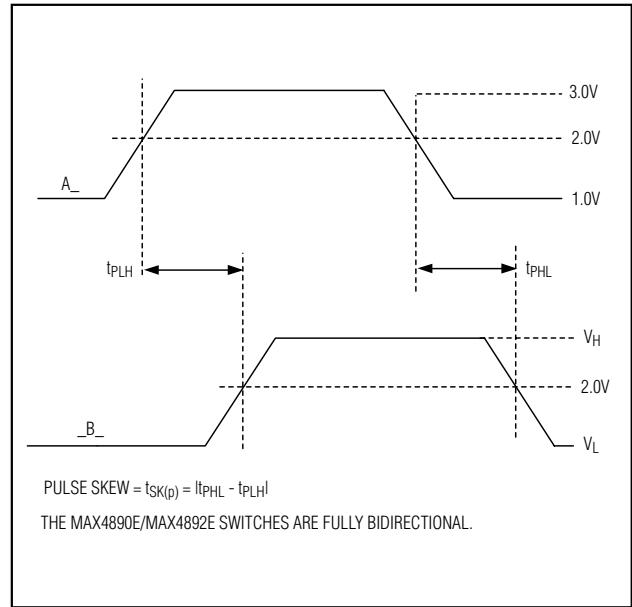 3.0V
2.0V
A_
1.0V
tPLH
tPHL
VH
2.0V
_B_
VL
PULSE SKEW = tSK(p) = |tPHL - tPLH|
THE MAX4890E/MAX4892E SWITCHES ARE FULLY BIDIRECTIONAL.